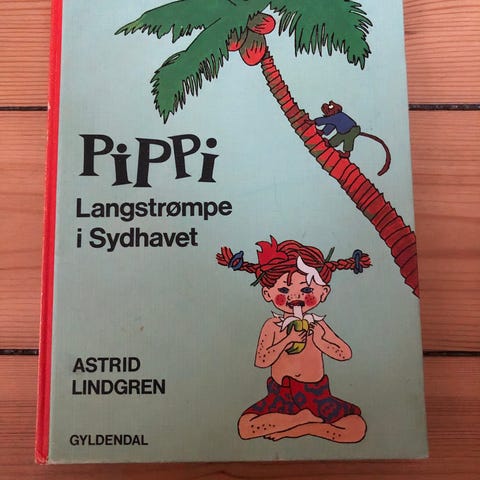 PiPPi
Langstrømpe
i Sydhavet
ASTRID
LINDGREN
GYLDENDAL